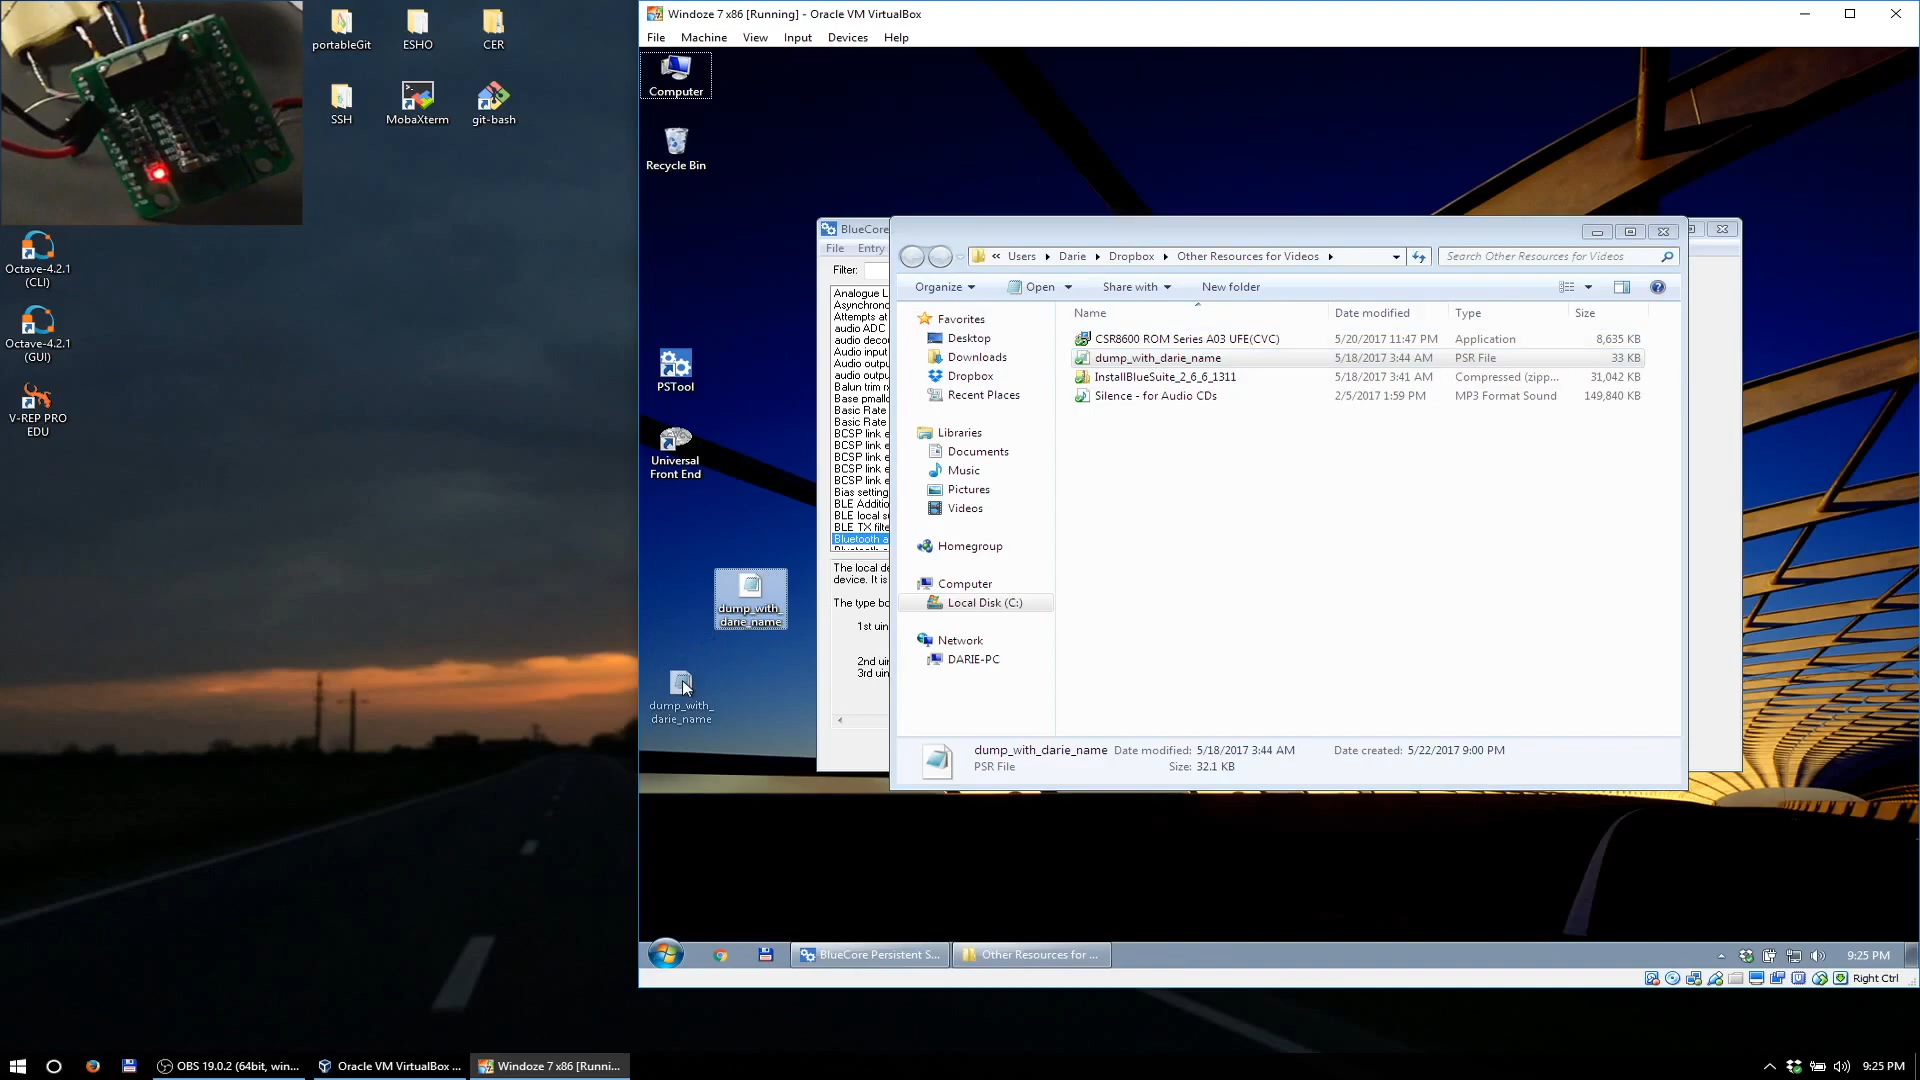 portableGit
ESHO
CER
SSH
MobaXterm
git-bash
Octave-4.2.1
(CLI)
Octave-4.2.1
(GUI)
V-REP PRO
EDU
Windoze 7 x86 [Running] - Oracle VM VirtualBox
File
Machine
View
Input
Devices
Help
Computer
Recycle Bin
PSTool
Universal
Front End
dump_with_
darie_name
dump_with_
darie_name
BlueCore
File
Entry
Filter:
Analogue L
Asynchrono
Attempts at
audio ADC
audio decou
Audio input
audio outpu
Balun trim r
Base pmallo
Basic Rate
Basic Rate
BCSP link e
BCSP link e
BCSP link e
BCSP link e
BCSP link e
Bias setting
BLE Additio
BLE local su
BLE TX filte
Bluetooth a
The local de
device. It is
The type bo
1st uin
2nd uin
3rd uin
« Users
Darie
Dropbox
Other Resources for Videos
Search Other Resources for Videos
Organize
Open
Share with
New folder
Favorites
Desktop
Downloads
Dropbox
Recent Places
Libraries
Documents
Music
Pictures
Videos
Homegroup
Computer
Local Disk (C:)
Network
DARIE-PC
Name Date modified Type Size
CSR8600 ROM Series A03 UFE(CVC) 5/20/2017 11:47 PM Application 8,635 KB
dump_with_darie_name 5/18/2017 3:44 AM PSR File 33 KB
InstallBlueSuite_2_6_6_1311 5/18/2017 3:41 AM Compressed (zipp... 31,042 KB
Silence - for Audio CDs 2/5/2017 1:59 PM MP3 Format Sound 149,840 KB
dump_with_darie_name Date modified: 5/18/2017 3:44 AM Date created: 5/22/2017 9:00 PM
PSR File Size: 32.1 KB
BlueCore Persistent S...
Other Resources for ...
9:25 PM
Right Ctrl
OBS 19.0.2 (64bit, win...
Oracle VM VirtualBox ...
Windoze 7 x86 [Runni...
9:25 PM